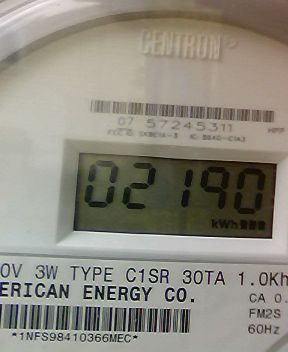 CENTRON
07 57245311
HPP
02190
kWh
0V 3W TYPE C1SR 30TA 1.0Kh
ERICAN ENERGY CO.
CA 0.
FM2S
60Hz
*1NFS98410366MEC*